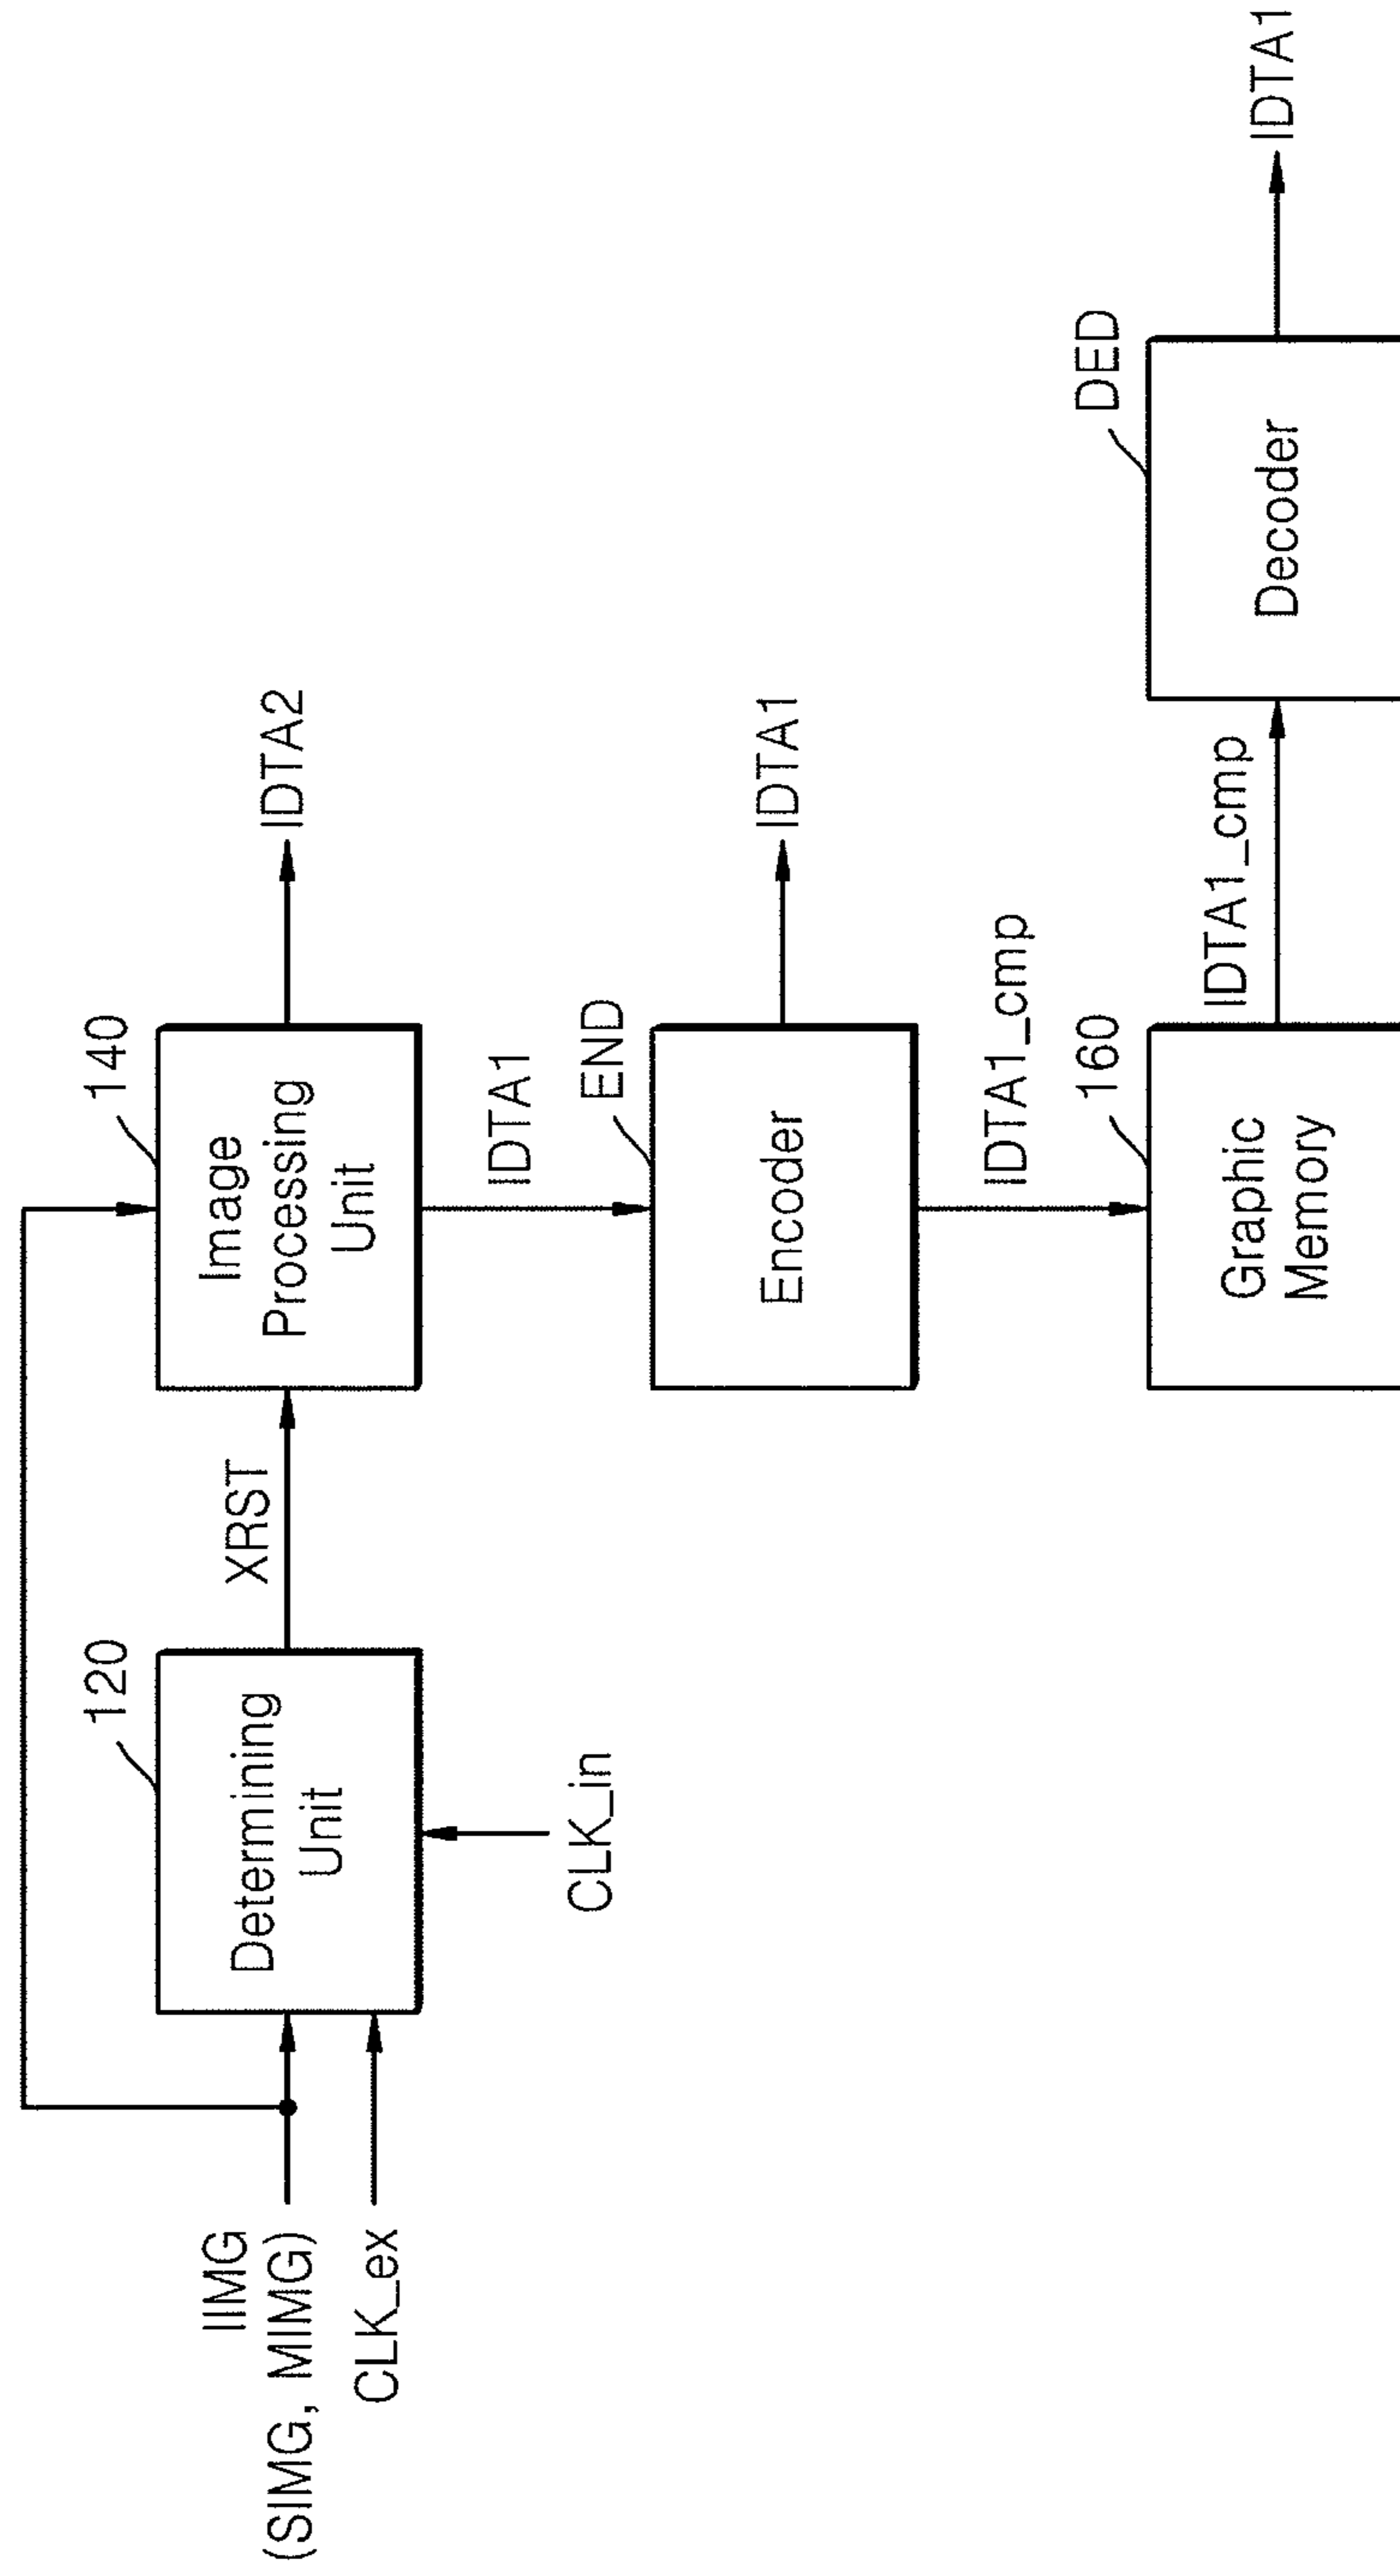 IIMG
(SIMG, MIMG)
CLK_ex
120
Determining
Unit
CLK_in
XRST
140
Image
Processing
Unit
IDTA2
IDTA1
END
Encoder
IDTA1
IDTA1_cmp
160
Graphic
Memory
IDTA1_cmp
DED
Decoder
IDTA1